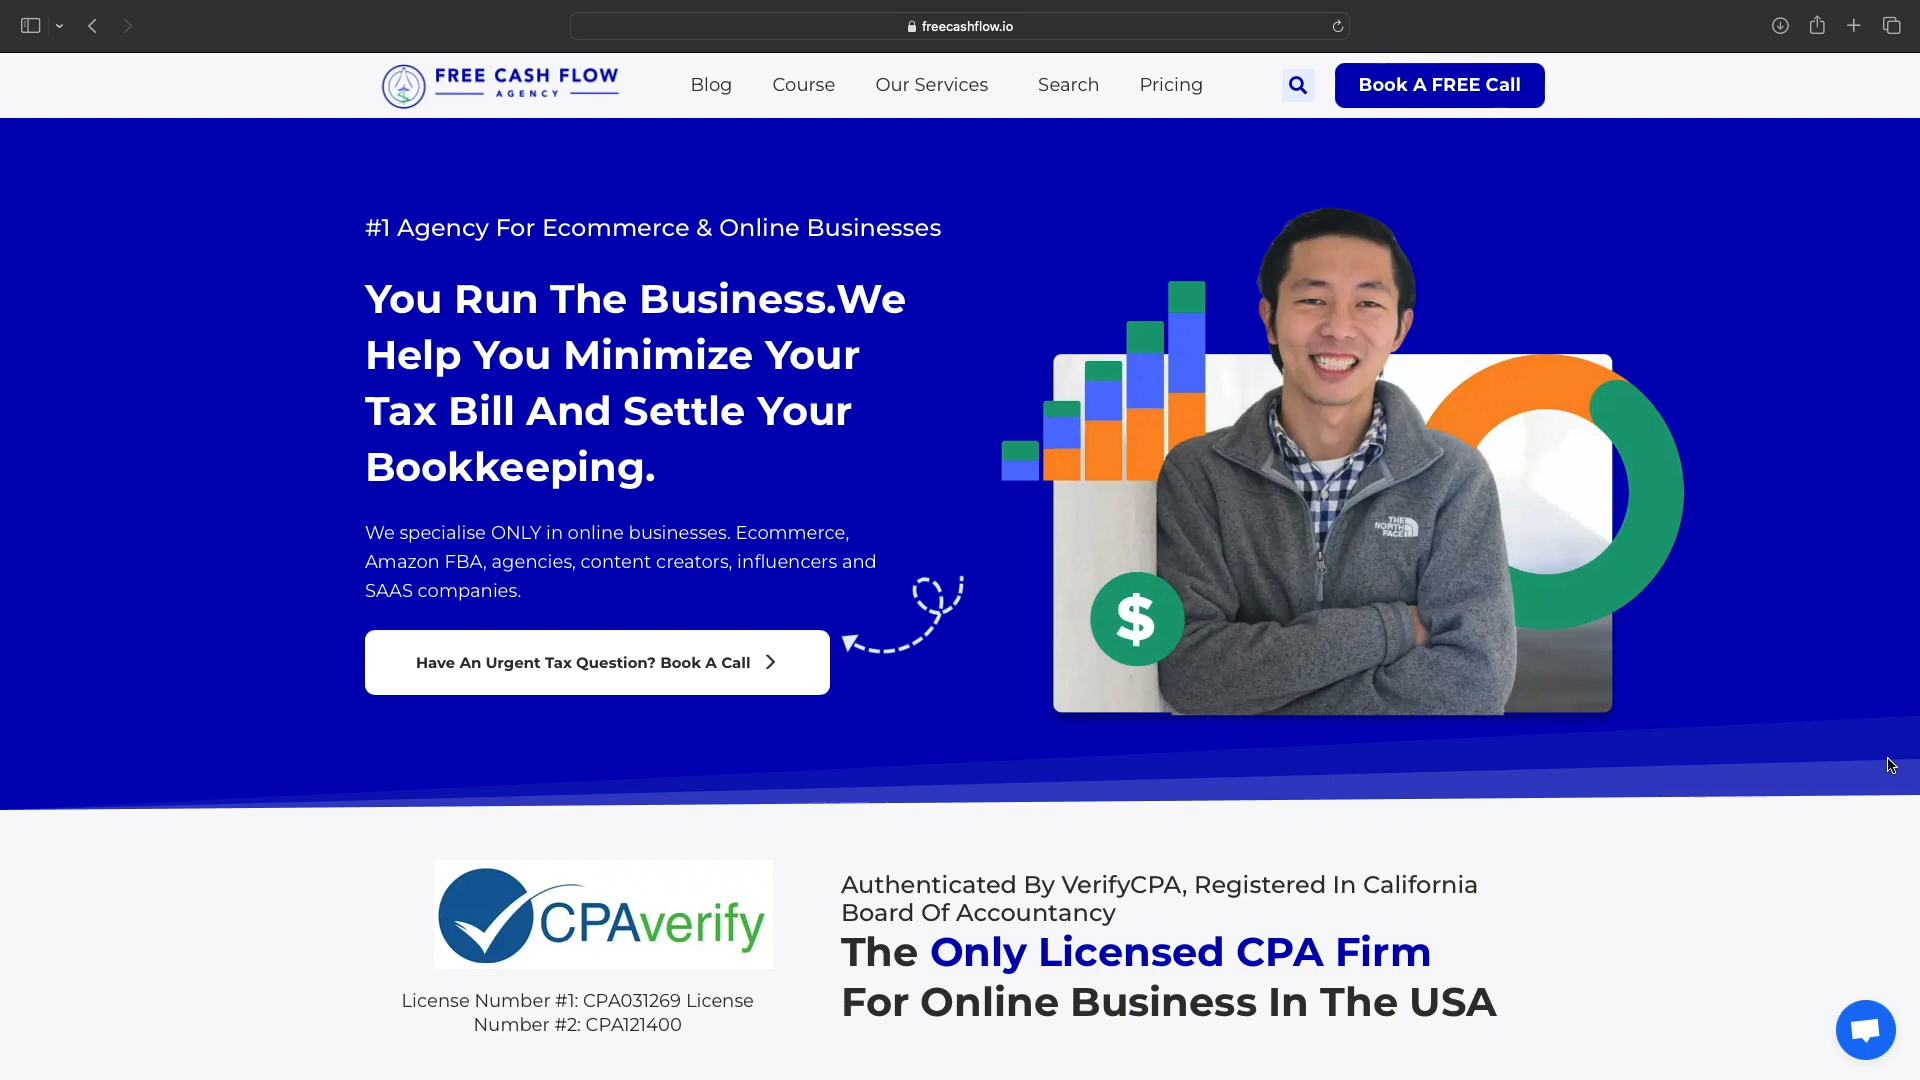 freecashflow.io
FREE CASH FLOW
AGENCY
Blog
Course
Our Services
Search
Pricing
Book A FREE Call
#1 Agency For Ecommerce & Online Businesses
You Run The Business.We
Help You Minimize Your
Tax Bill And Settle Your
Bookkeeping.
We specialise ONLY in online businesses. Ecommerce,
Amazon FBA, agencies, content creators, influencers and
SAAS companies.
Have An Urgent Tax Question? Book A Call
THE
NORTH
FACE
$
CPAverify
License Number #1: CPA031269 License
Number #2: CPA121400
Authenticated By VerifyCPA, Registered In California
Board Of Accountancy
The Only Licensed CPA Firm
For Online Business In The USA